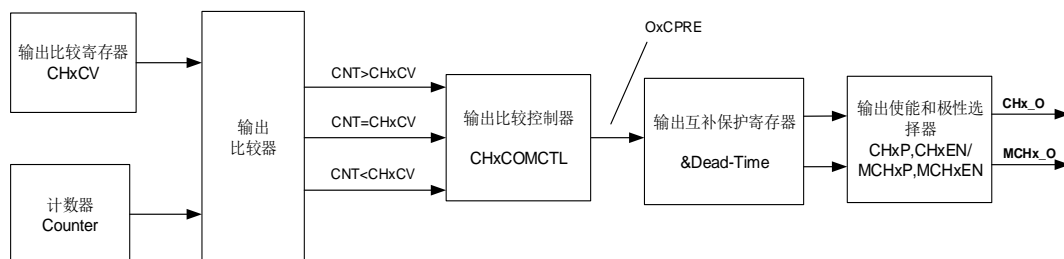 输出比较寄存器
CHxCV
计数器
Counter
输出
比较器
CNT>CHxCV
CNT=CHxCV
CNT<CHxCV
输出比较控制器
CHxCOMCTL
OxCPRE
输出互补保护寄存器
&Dead-Time
输出使能和极性选
择器
CHxP,CHxEN/
MCHxP,MCHxEN
CHx_O
MCHx_O